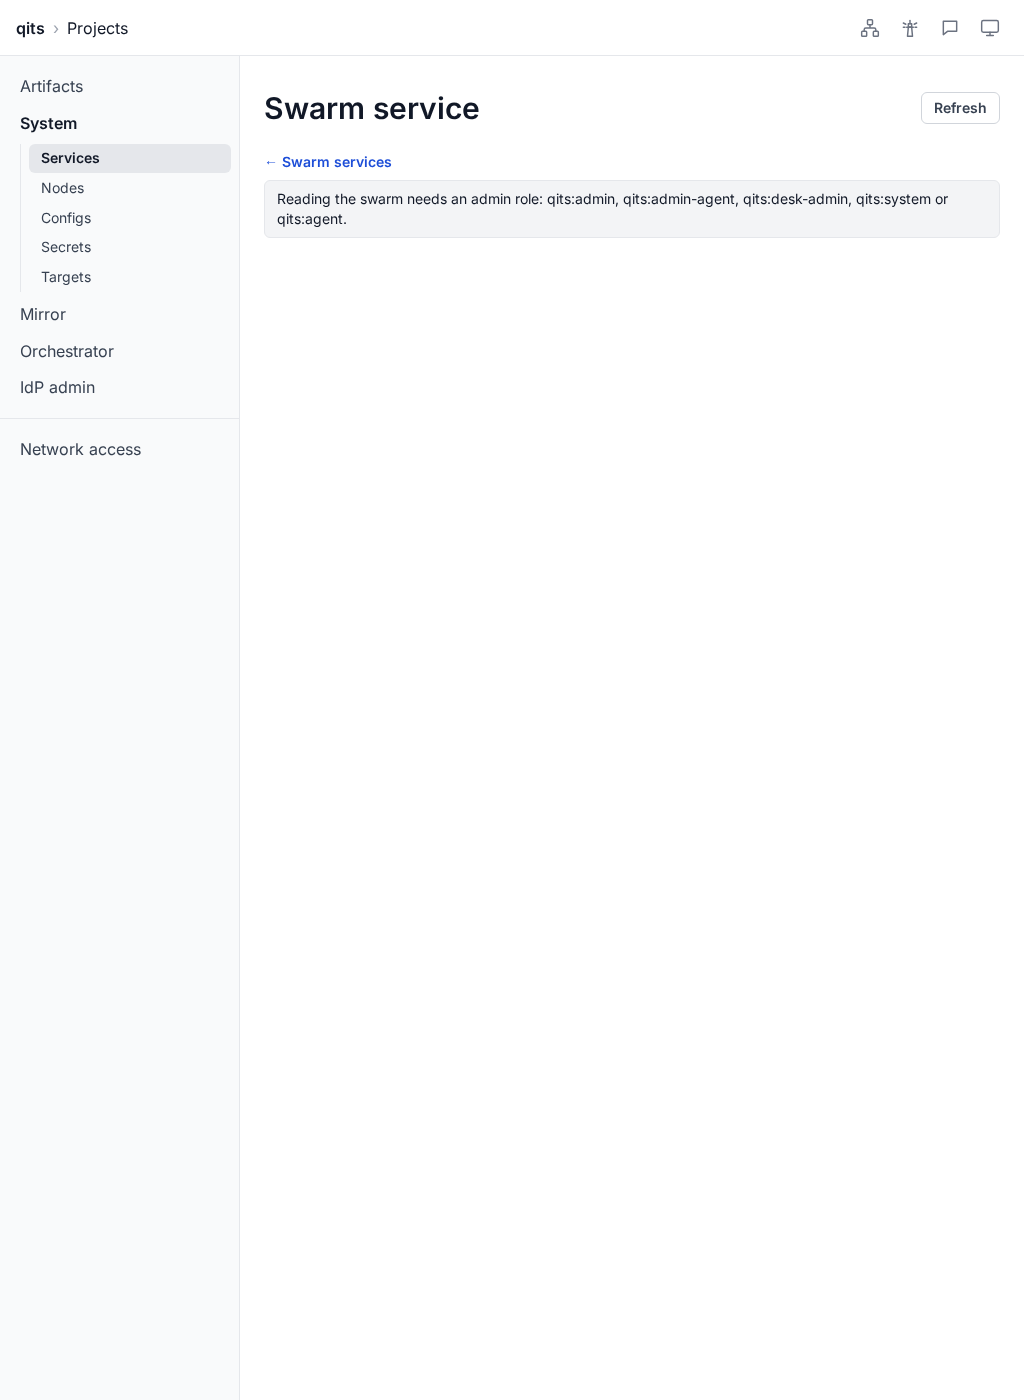 qits › Projects
Artifacts
System
Services
Nodes
Configs
Secrets
Targets
Mirror
Orchestrator
IdP admin
Network access
Swarm service
Refresh
← Swarm services
Reading the swarm needs an admin role: qits:admin, qits:admin-agent, qits:desk-admin, qits:system or
qits:agent.